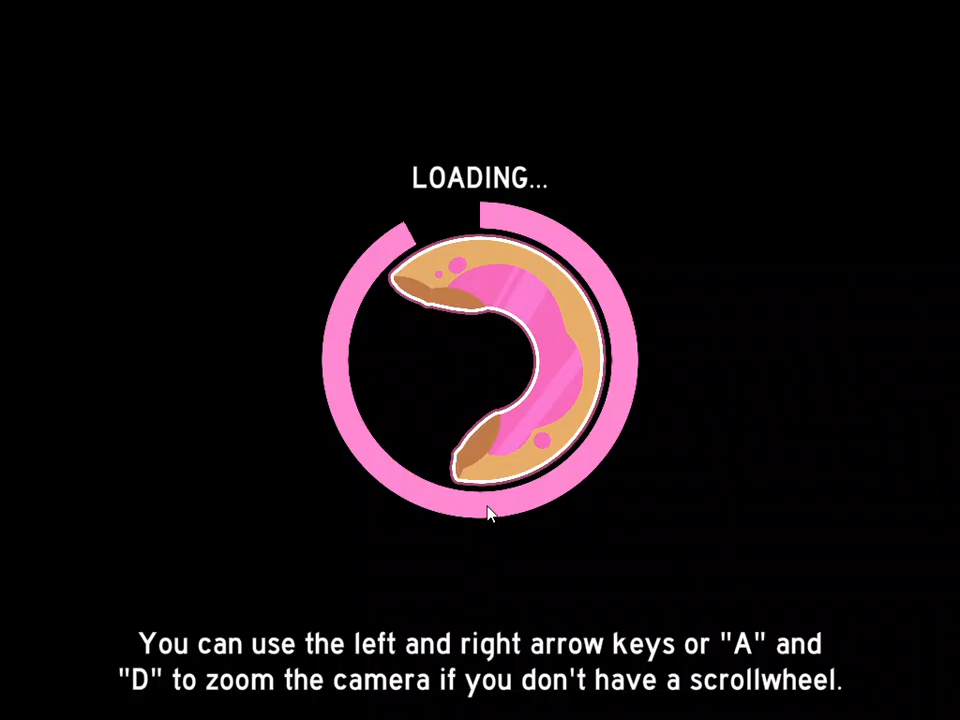 LOADING...
You can use the left and right arrow keys or "A" and
"D" to zoom the camera if you don't have a scrollwheel.